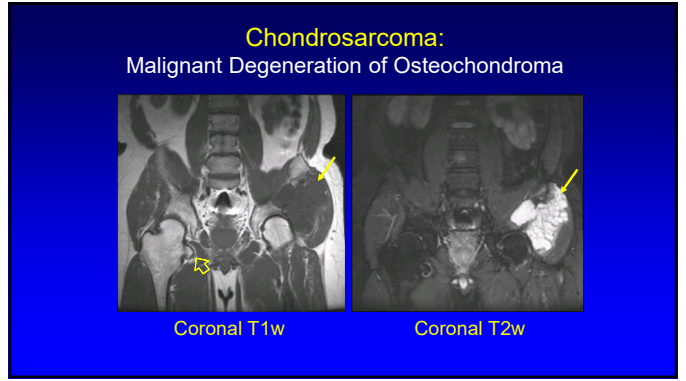 Chondrosarcoma:
Malignant Degeneration of Osteochondroma
Coronal T1w
Coronal T2w